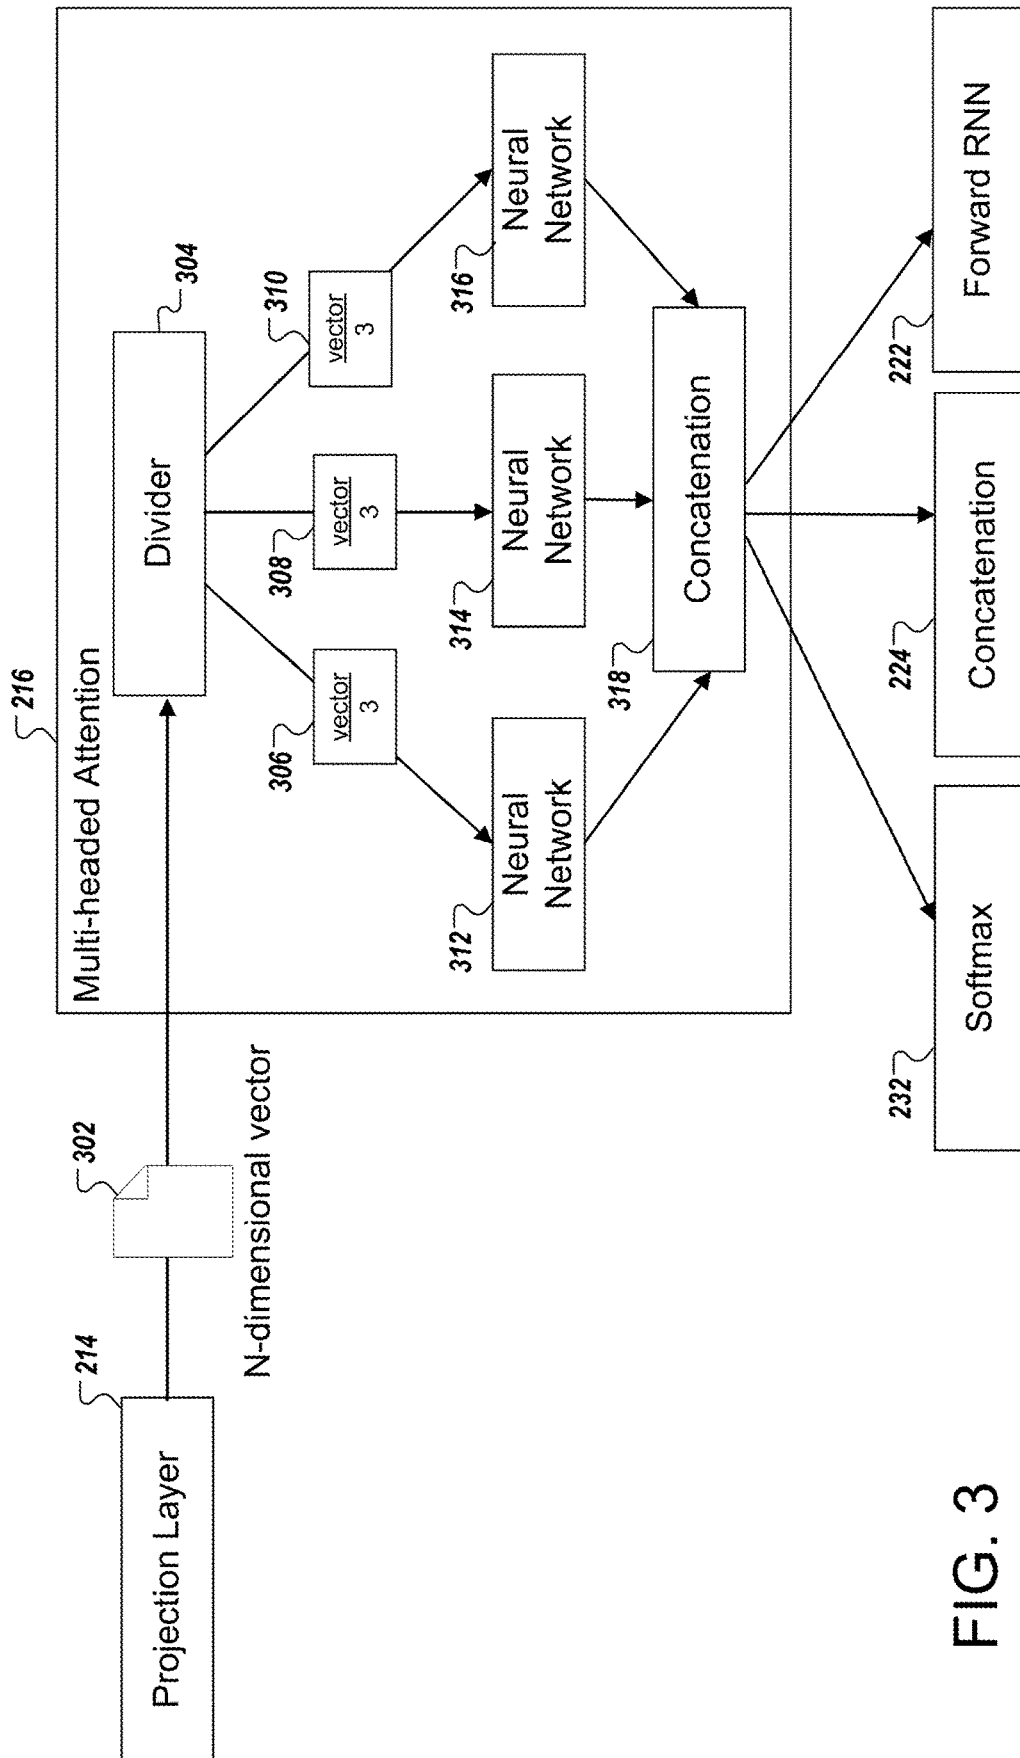 216
Multi-headed Attention
214
Projection Layer
302
N-dimensional vector
304
Divider
306
vector
3
308
vector
3
310
vector
3
312
Neural
Network
314
Neural
Network
316
Neural
Network
318
Concatenation
232
Softmax
224
Concatenation
222
Forward RNN
FIG. 3